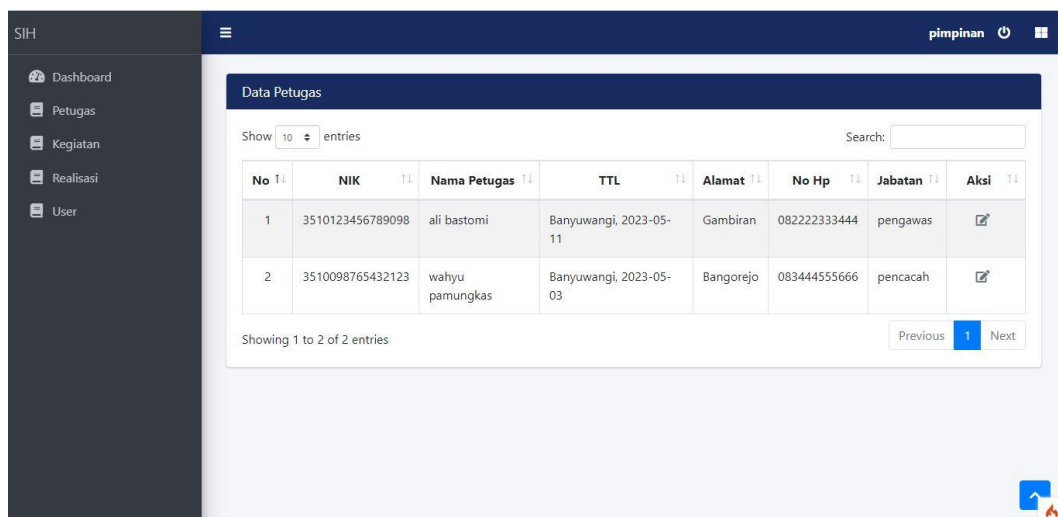 SIH
pimpinan
Dashboard
Petugas
Kegiatan
Realisasi
User
Data Petugas
Show 10 entries
Search:
No NIK Nama Petugas TTL Alamat No Hp Jabatan Aksi
1 3510123456789098 ali bastomi Banyuwangi, 2023-05- Gambiran 082222333444 pengawas
11
2 3510098765432123 wahyu Banyuwangi, 2023-05- Bangorejo 083444555666 pencacah
pamungkas 03
Showing 1 to 2 of 2 entries
Previous 1 Next